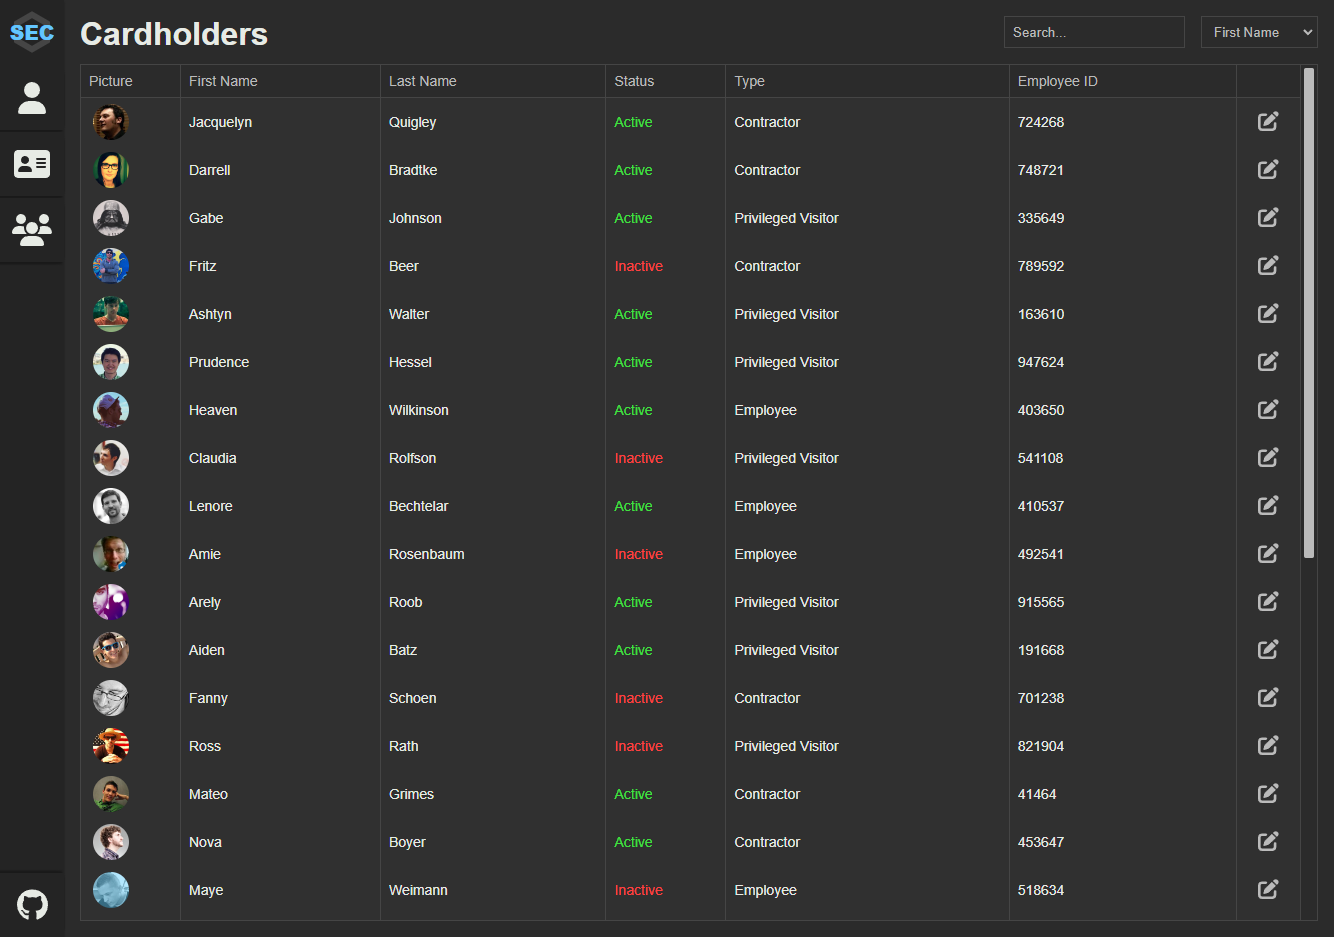 SEC
Cardholders
Search...
First Name
Picture First Name Last Name Status Type Employee ID
Jacquelyn Quigley Active Contractor 724268
Darrell Bradtke Active Contractor 748721
Gabe Johnson Active Privileged Visitor 335649
Fritz Beer Inactive Contractor 789592
Ashtyn Walter Active Privileged Visitor 163610
Prudence Hessel Active Privileged Visitor 947624
Heaven Wilkinson Active Employee 403650
Claudia Rolfson Inactive Privileged Visitor 541108
Lenore Bechtelar Active Employee 410537
Amie Rosenbaum Inactive Employee 492541
Arely Roob Active Privileged Visitor 915565
Aiden Batz Active Privileged Visitor 191668
Fanny Schoen Inactive Contractor 701238
Ross Rath Inactive Privileged Visitor 821904
Mateo Grimes Active Contractor 41464
Nova Boyer Active Contractor 453647
Maye Weimann Inactive Employee 518634